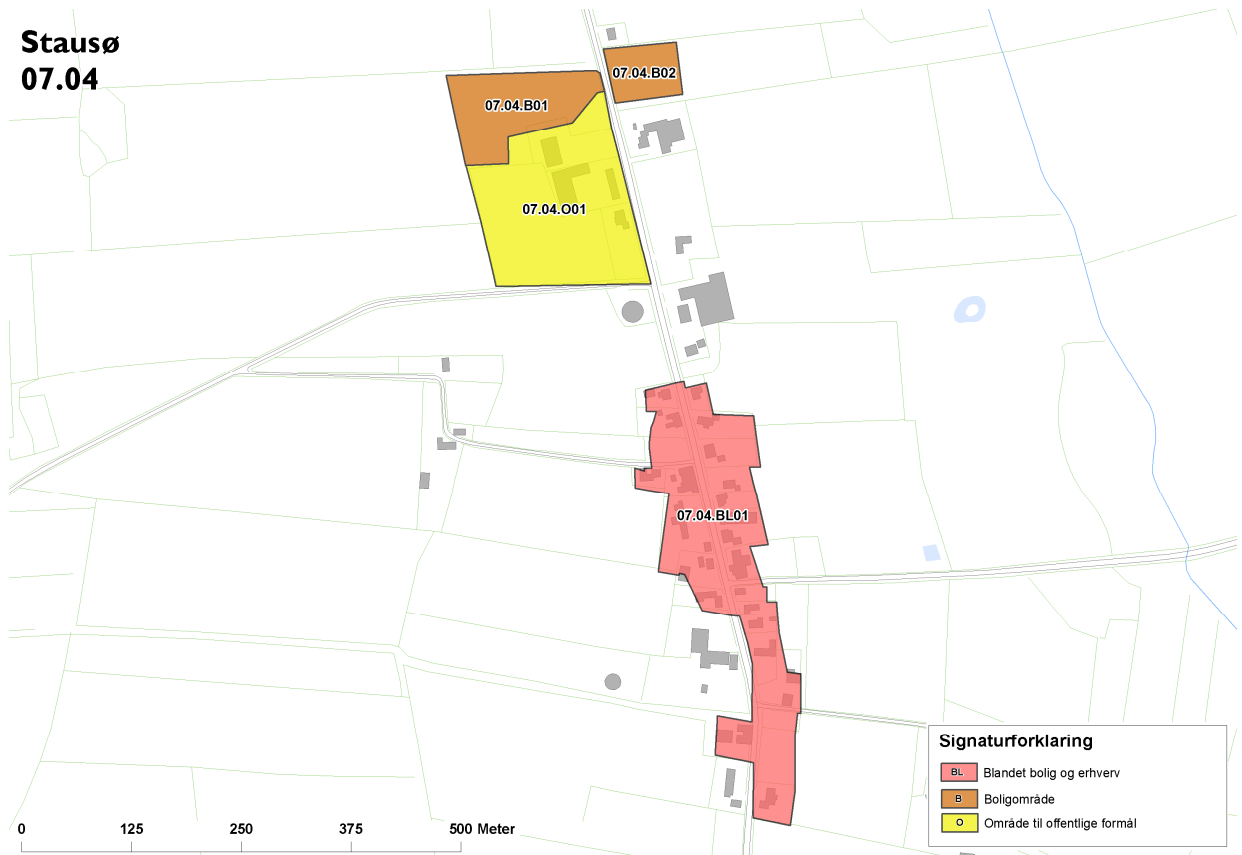 Stausø
07.04
07.04.B02
07.04.B01
07.04.O01
07.04.BL01
Signaturforklaring
BL Blandet bolig og erhverv
B Boligområde
O Område til offentlige formål
0 125 250 375 500 Meter